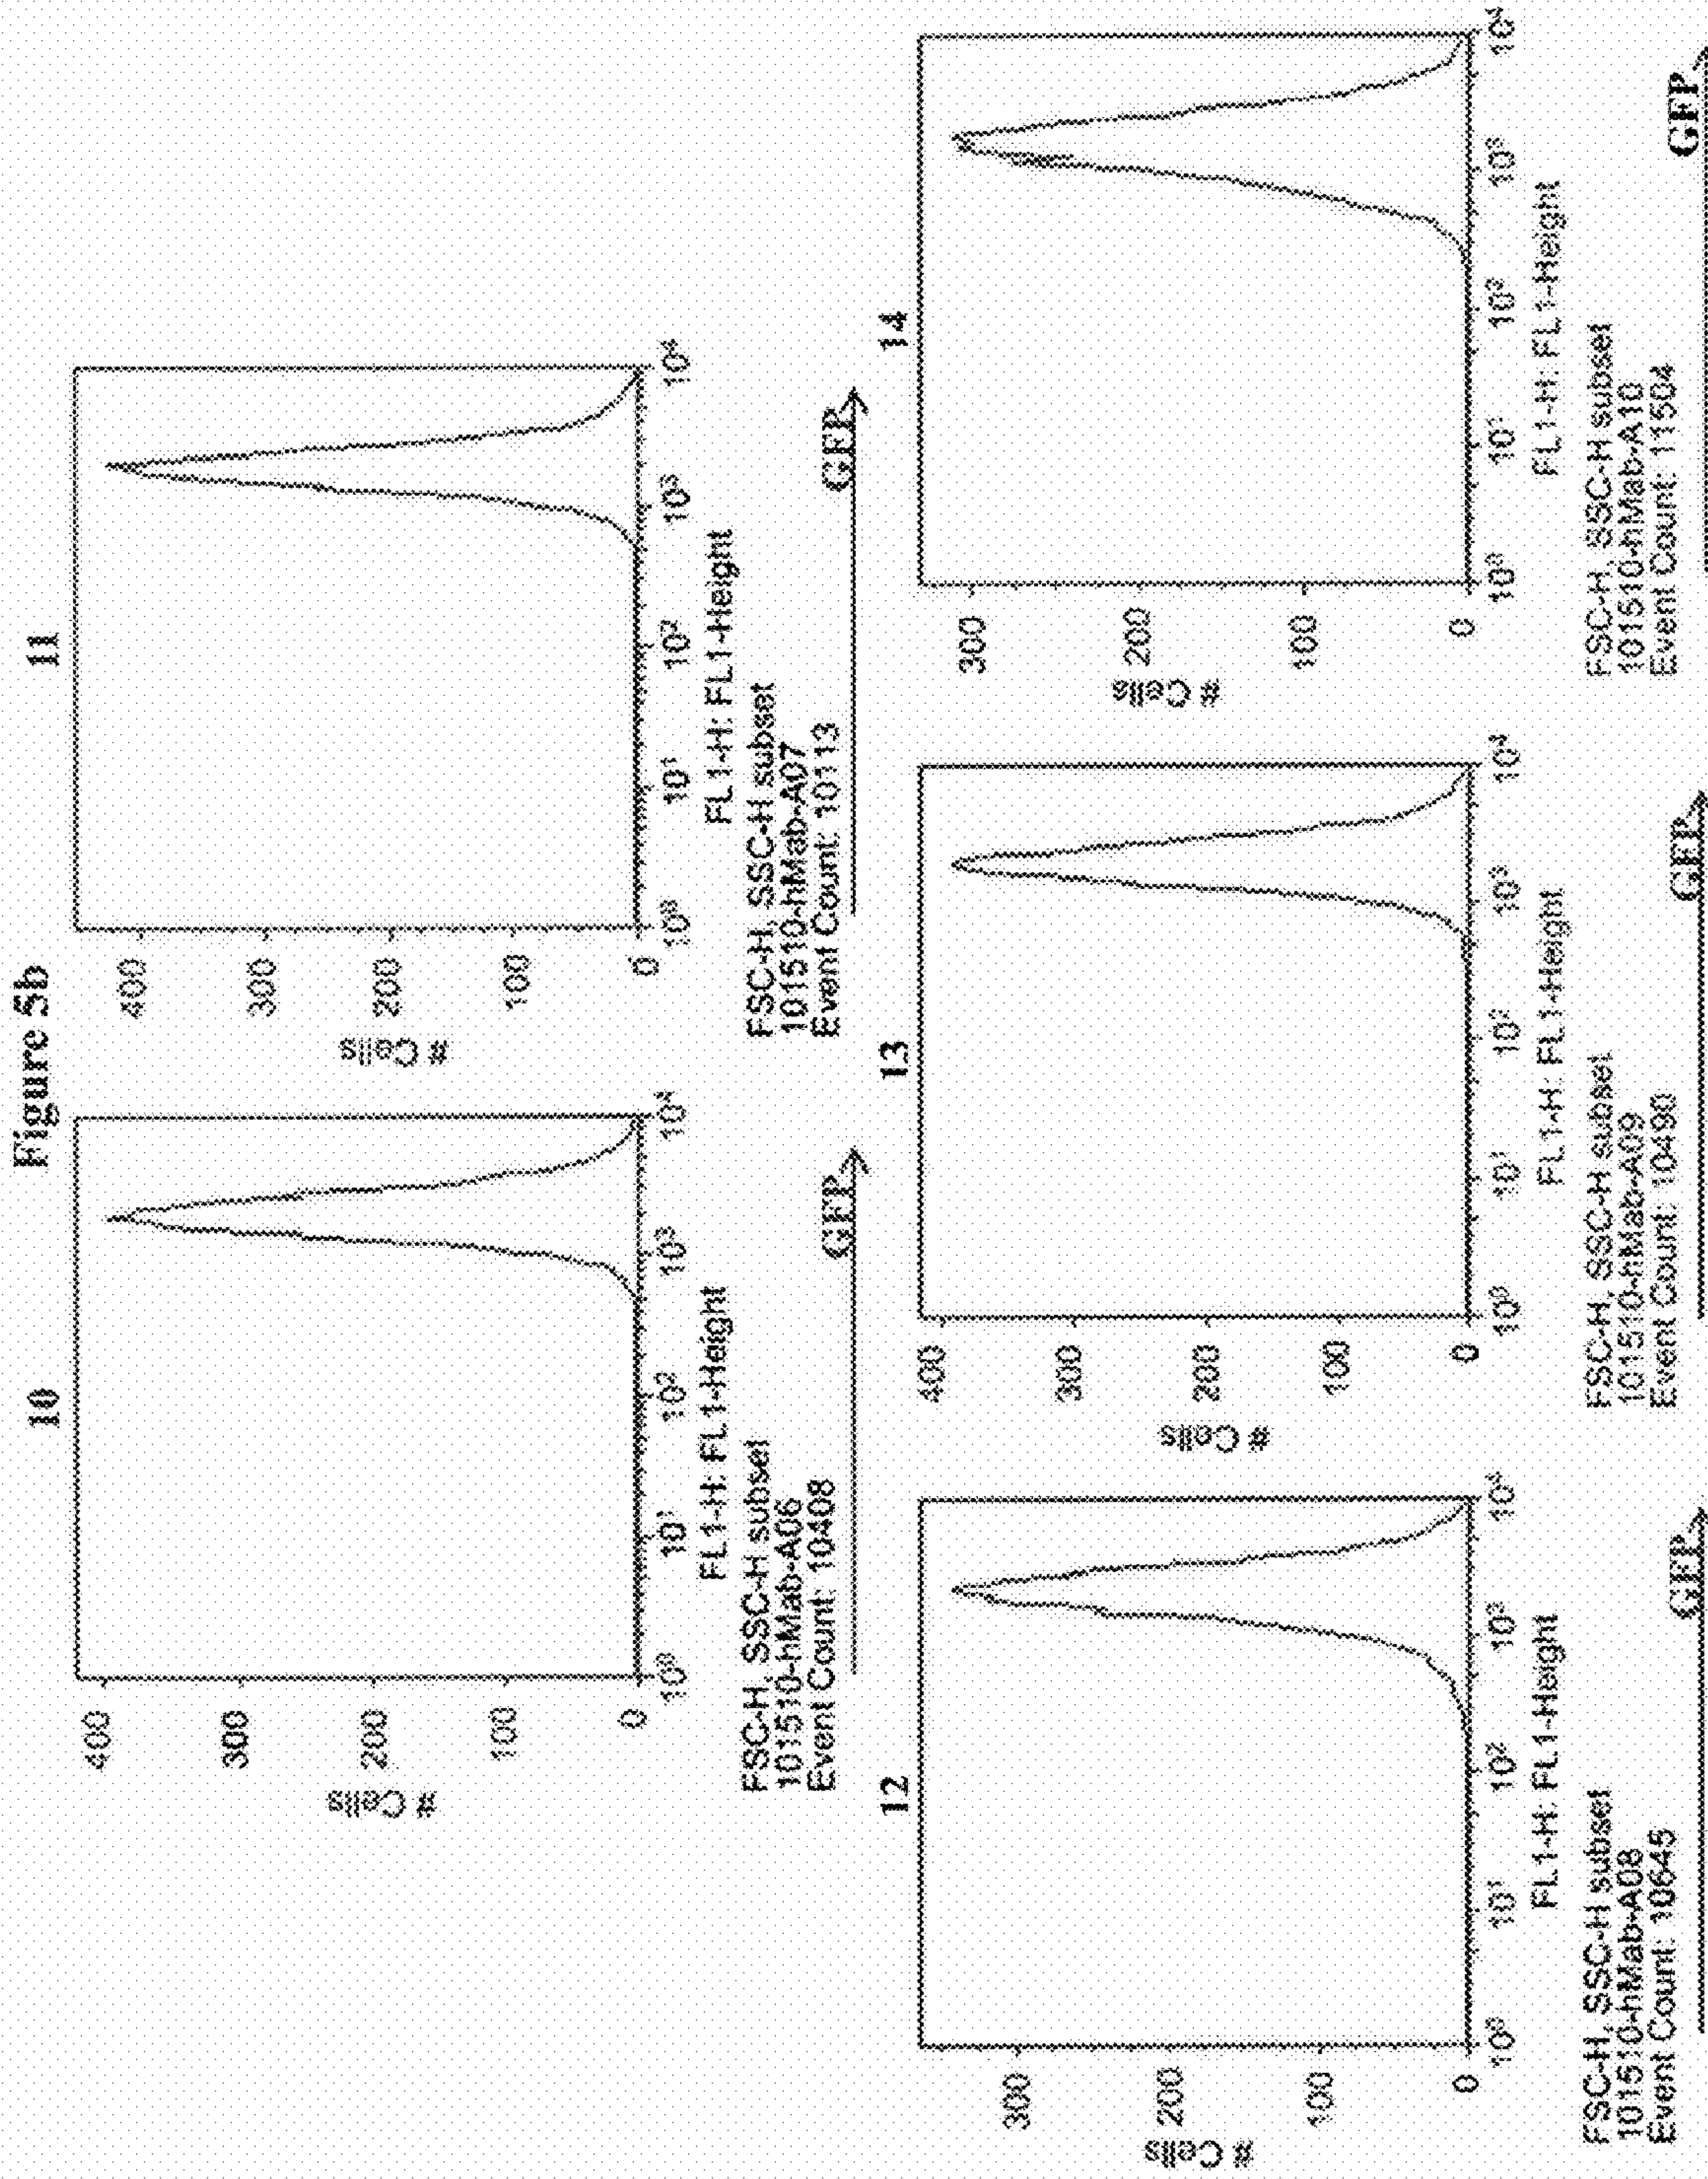 Figure 5b
10
# Cells
400
300
200
100
0
10⁰ 10¹ 10² 10³ 10⁴
FL1-H: FL1-Height
FSC-H, SSC-H subset
101510-hMab-A06
Event Count: 10408
GFP
11
# Cells
400
300
200
100
0
10⁰ 10¹ 10² 10³ 10⁴
FL1-H: FL1-Height
FSC-H, SSC-H subset
101510-hMab-A07
Event Count: 10113
GFP
12
# Cells
300
200
100
0
10⁰ 10¹ 10² 10³ 10⁴
FL1-H: FL1-Height
FSC-H, SSC-H subset
101510-hMab-A08
Event Count: 10645
GFP
13
# Cells
400
300
200
100
0
10⁰ 10¹ 10² 10³ 10⁴
FL1-H: FL1-Height
FSC-H, SSC-H subset
101510-hMab-A09
Event Count: 10490
GFP
14
# Cells
300
200
100
0
10⁰ 10¹ 10² 10³ 10⁴
FL1-H: FL1-Height
FSC-H, SSC-H subset
101510-hMab-A10
Event Count: 11504
GFP